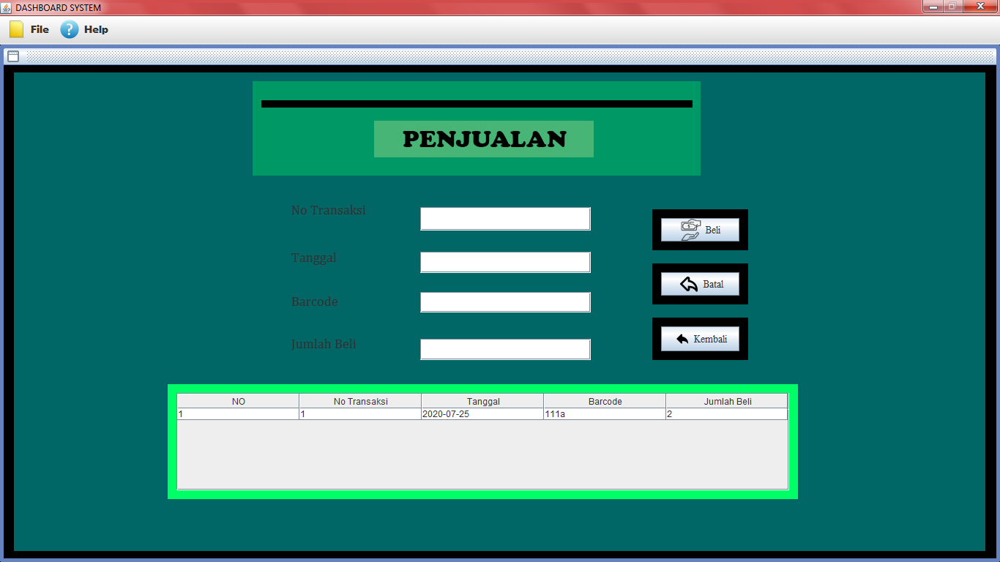 DASHBOARD SYSTEM
File Help
PENJUALAN
No Transaksi
Beli
Tanggal
Batal
Barcode
Kembali
Jumlah Beli
NO No Transaksi Tanggal Barcode Jumlah Beli
1 1 2020-07-25 111a 2